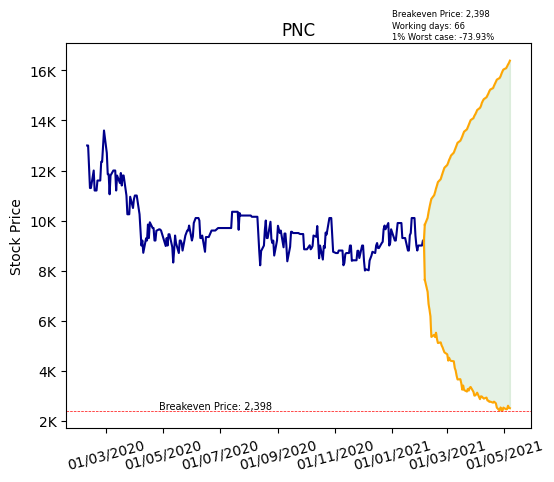 Breakeven Price: 2,398
Working days: 66
1% Worst case: -73.93%
PNC
Stock Price
16K
14K
12K
10K
8K
6K
4K
2K
Breakeven Price: 2,398
01/03/2020
01/05/2020
01/07/2020
01/09/2020
01/11/2020
01/01/2021
01/03/2021
01/05/2021